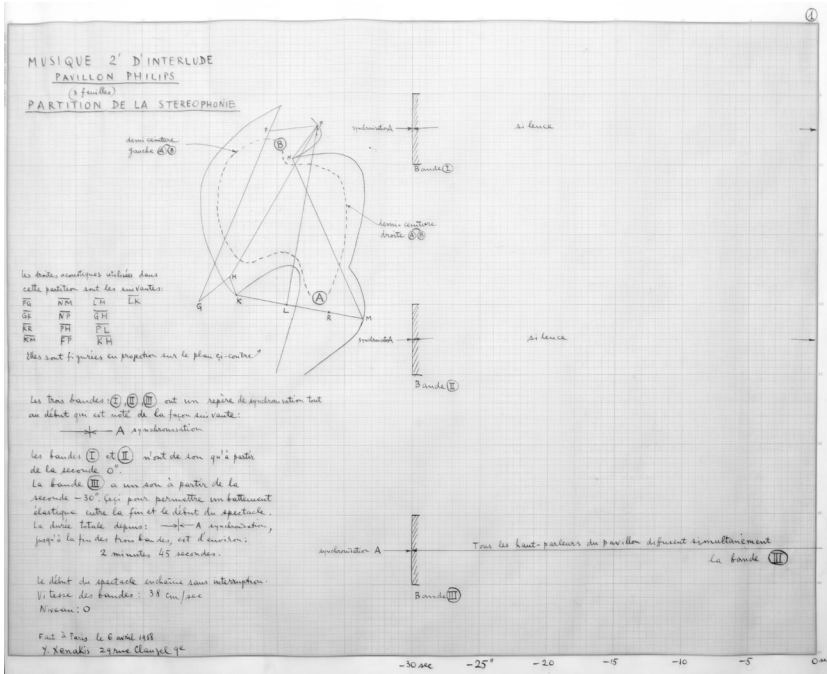 1
MUSIQUE 2' D'INTERLUDE
PAVILLON PHILIPS
(3 feuilles)
PARTITION DE LA STEREOPHONIE
demi ceinture
gauche A B
F
P
B
N
demi-ceinture
droite A B
H
G
K
L
A
R
M
les droites acoustiques utilisées dans
cette partition sont les suivantes:
FG NM LH LK
GK NP GH
KR PH PL
RM FP KH
Elles sont figurées en projection sur le plan ci-contre
Les trois bandes: I, II, III ont un repère de synchronisation tout
au début qui est noté de la façon suivante:
A synchronisation
Les bandes I et II n'ont de son qu'à partir
de la seconde 0".
La bande III a un son à partir de la
seconde -30". Ceci pour permettre un battement
élastique entre la fin et le début du spectacle.
La durée totale depuis: A synchronisation,
jusqu'à la fin des trois bandes, est d'environ:
2 minutes 45 secondes.
Le début du spectacle enchaîne sans interruption.
Vitesse des bandes: 38 cm/sec
Niveau: 0
Fait à Paris le 6 avril 1958
Y. Xenakis 29 rue Clauzel 9e
synchronisation A
silence
Bande I
synchronisation A
silence
Bande II
synchronisation A
Tous les haut-parleurs du pavillon diffusent simultanément
la bande III
Bande III
-30 sec -25" -20 -15 -10 -5